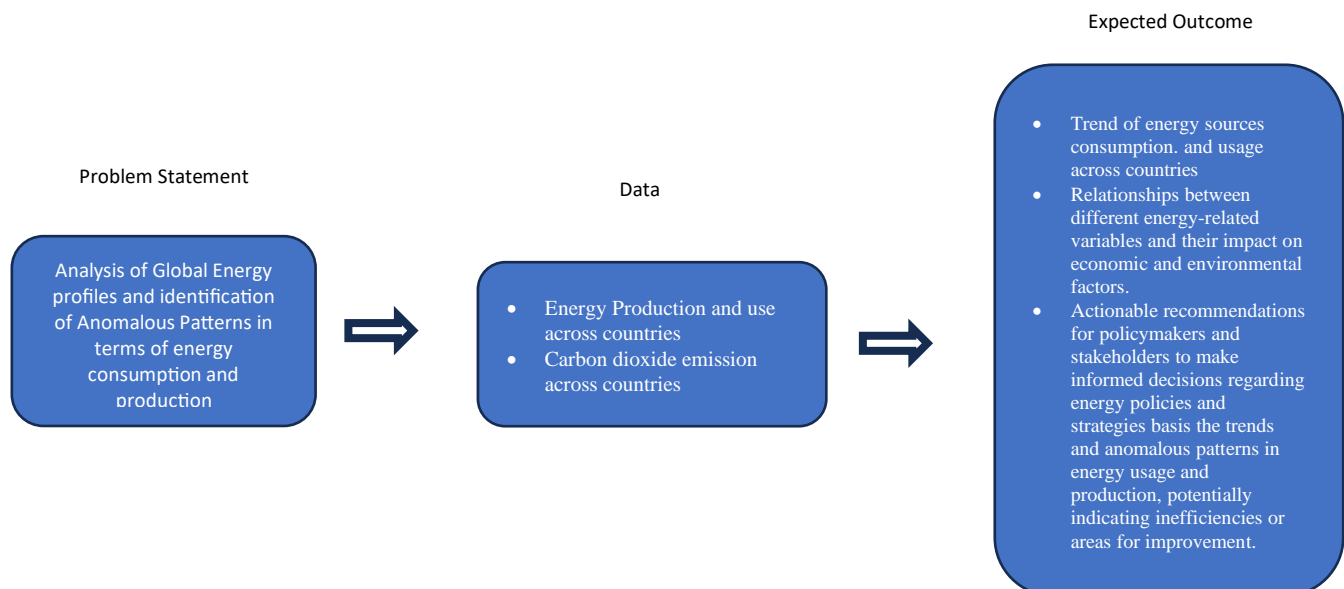 Expected Outcome
Problem Statement
Data
Analysis of Global Energy
profiles and identification
of Anomalous Patterns in
terms of energy
consumption and
production
• Energy Production and use
across countries
• Carbon dioxide emission
across countries
• Trend of energy sources
consumption. and usage
across countries
• Relationships between
different energy-related
variables and their impact on
economic and environmental
factors.
• Actionable recommendations
for policymakers and
stakeholders to make
informed decisions regarding
energy policies and
strategies basis the trends
and anomalous patterns in
energy usage and
production, potentially
indicating inefficiencies or
areas for improvement.